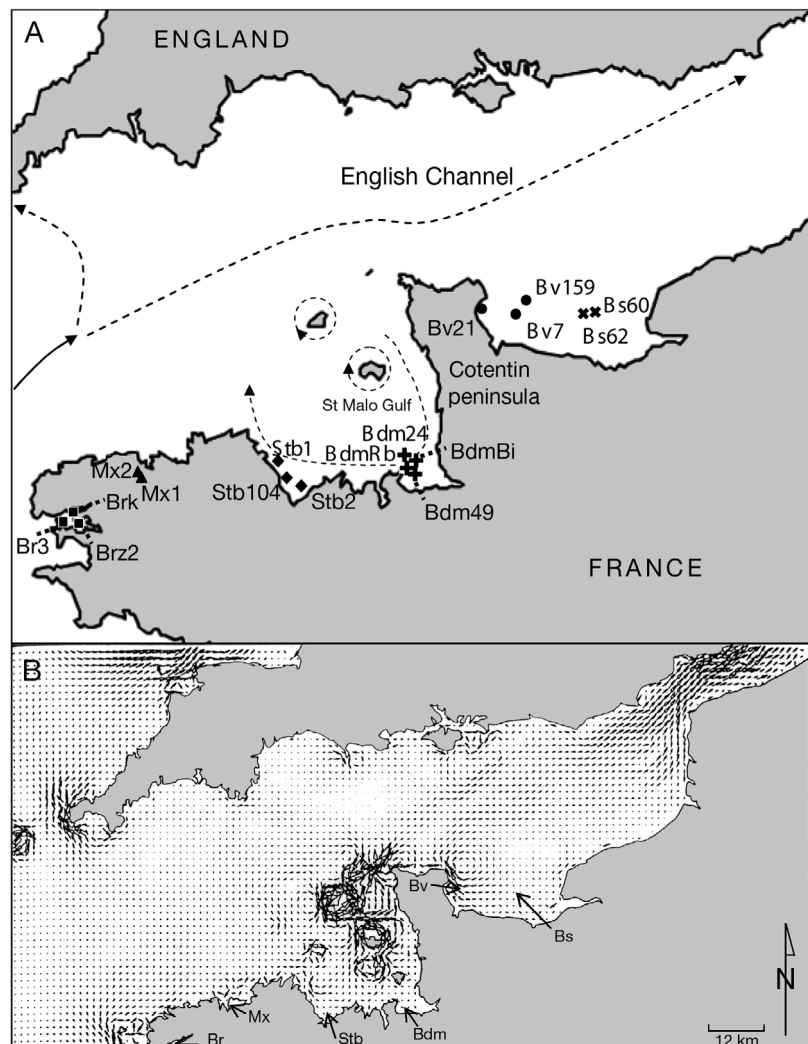 A
ENGLAND
English Channel
Bv159
Bs60
Bv21
Bv7
Bs62
Cotentin
peninsula
St Malo Gulf
Bdm24
Stb1
BdmRb
BdmBi
Mx2
Mx1
Stb104
Stb2
Brk
Bdm49
Br3
Brz2
FRANCE
B
Bv
Bs
N
Mx
Br
Stb
Bdm
12 km